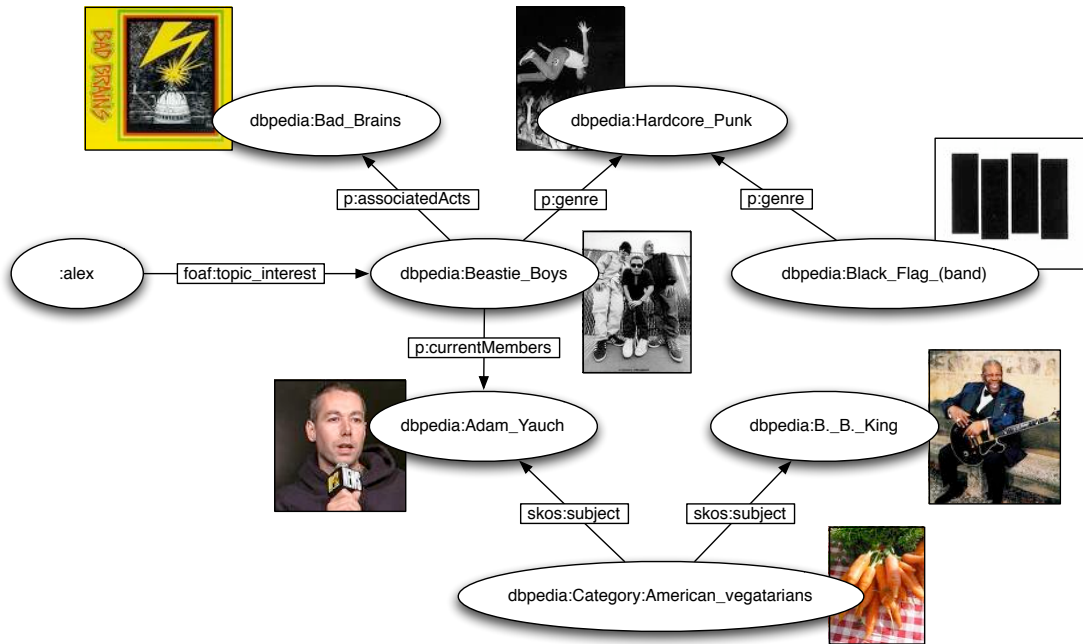 BAD BRAINS
dbpedia:Bad_Brains
dbpedia:Hardcore_Punk
p:associatedActs
p:genre
p:genre
:alex
foaf:topic_interest
dbpedia:Beastie_Boys
dbpedia:Black_Flag_(band)
p:currentMembers
dbpedia:Adam_Yauch
dbpedia:B._B._King
skos:subject
skos:subject
dbpedia:Category:American_vegatarians